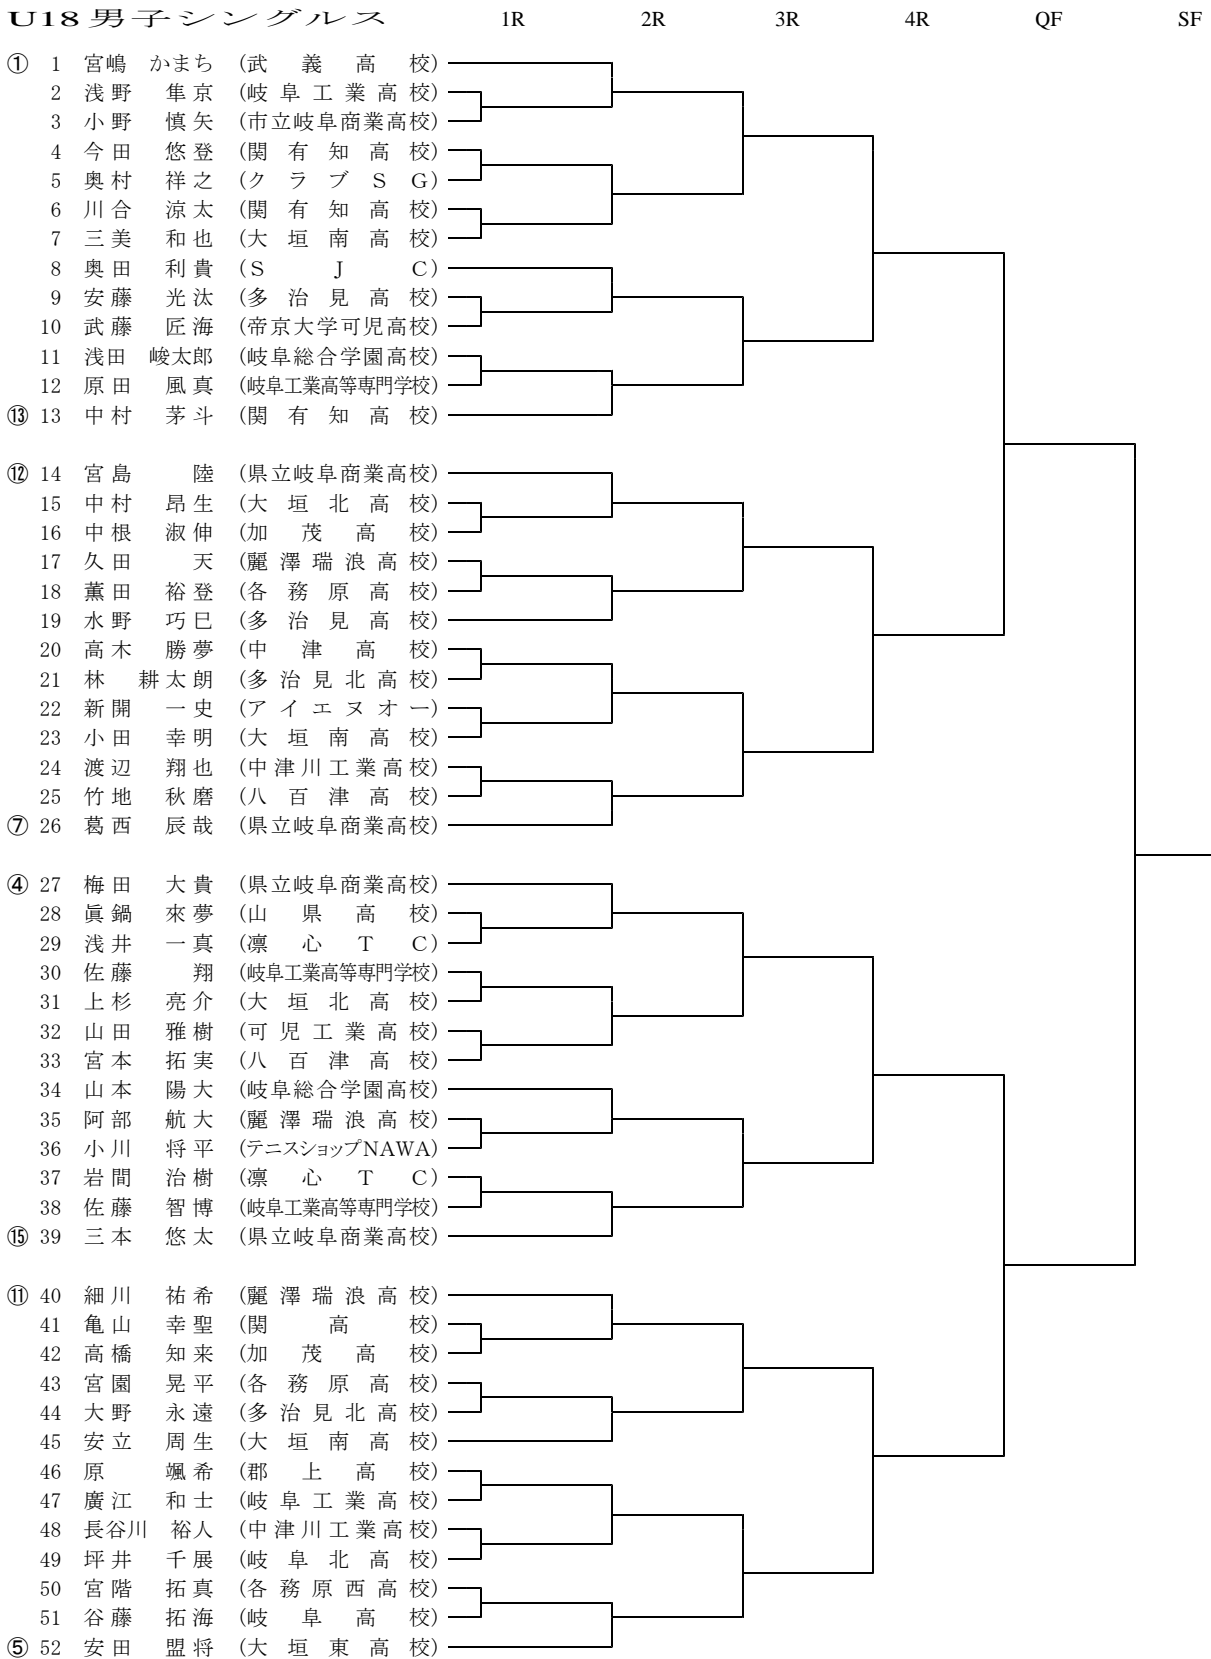 U18男子シングルス 1R 2R 3R 4R QF SF
① 1 宮嶋 かまち (武義高校)
2 浅野 隼京 (岐阜工業高校)
3 小野 慎矢 (市立岐阜商業高校)
4 今田 悠登 (関有知高校)
5 奥村 祥之 (クラブSG)
6 川合 涼太 (関有知高校)
7 三美 和也 (大垣南高校)
8 奥田 利貴 (SJC)
9 安藤 光汰 (多治見高校)
10 武藤 匠海 (帝京大学可児高校)
11 浅田 峻太郎 (岐阜総合学園高校)
12 原田 風真 (岐阜工業高等専門学校)
⑬ 13 中村 茅斗 (関有知高校)
⑫ 14 宮島 陸 (県立岐阜商業高校)
15 中村 昂生 (大垣北高校)
16 中根 淑伸 (加茂高校)
17 久田 天 (麗澤瑞浪高校)
18 薫田 裕登 (各務原高校)
19 水野 巧巳 (多治見高校)
20 高木 勝夢 (中津高校)
21 林 耕太朗 (多治見北高校)
22 新開 一史 (アイエヌオー)
23 小田 幸明 (大垣南高校)
24 渡辺 翔也 (中津川工業高校)
25 竹地 秋磨 (八百津高校)
⑦ 26 葛西 辰哉 (県立岐阜商業高校)
④ 27 梅田 大貴 (県立岐阜商業高校)
28 眞鍋 來夢 (山県高校)
29 浅井 一真 (凛心TC)
30 佐藤 翔 (岐阜工業高等専門学校)
31 上杉 亮介 (大垣北高校)
32 山田 雅樹 (可児工業高校)
33 宮本 拓実 (八百津高校)
34 山本 陽大 (岐阜総合学園高校)
35 阿部 航大 (麗澤瑞浪高校)
36 小川 将平 (テニスショップNAWA)
37 岩間 治樹 (凛心TC)
38 佐藤 智博 (岐阜工業高等専門学校)
⑮ 39 三本 悠太 (県立岐阜商業高校)
⑪ 40 細川 祐希 (麗澤瑞浪高校)
41 亀山 幸聖 (関高校)
42 高橋 知来 (加茂高校)
43 宮園 晃平 (各務原高校)
44 大野 永遠 (多治見北高校)
45 安立 周生 (大垣南高校)
46 原 颯希 (郡上高校)
47 廣江 和士 (岐阜工業高校)
48 長谷川 裕人 (中津川工業高校)
49 坪井 千展 (岐阜北高校)
50 宮階 拓真 (各務原西高校)
51 谷藤 拓海 (岐阜高校)
⑤ 52 安田 盟将 (大垣東高校)